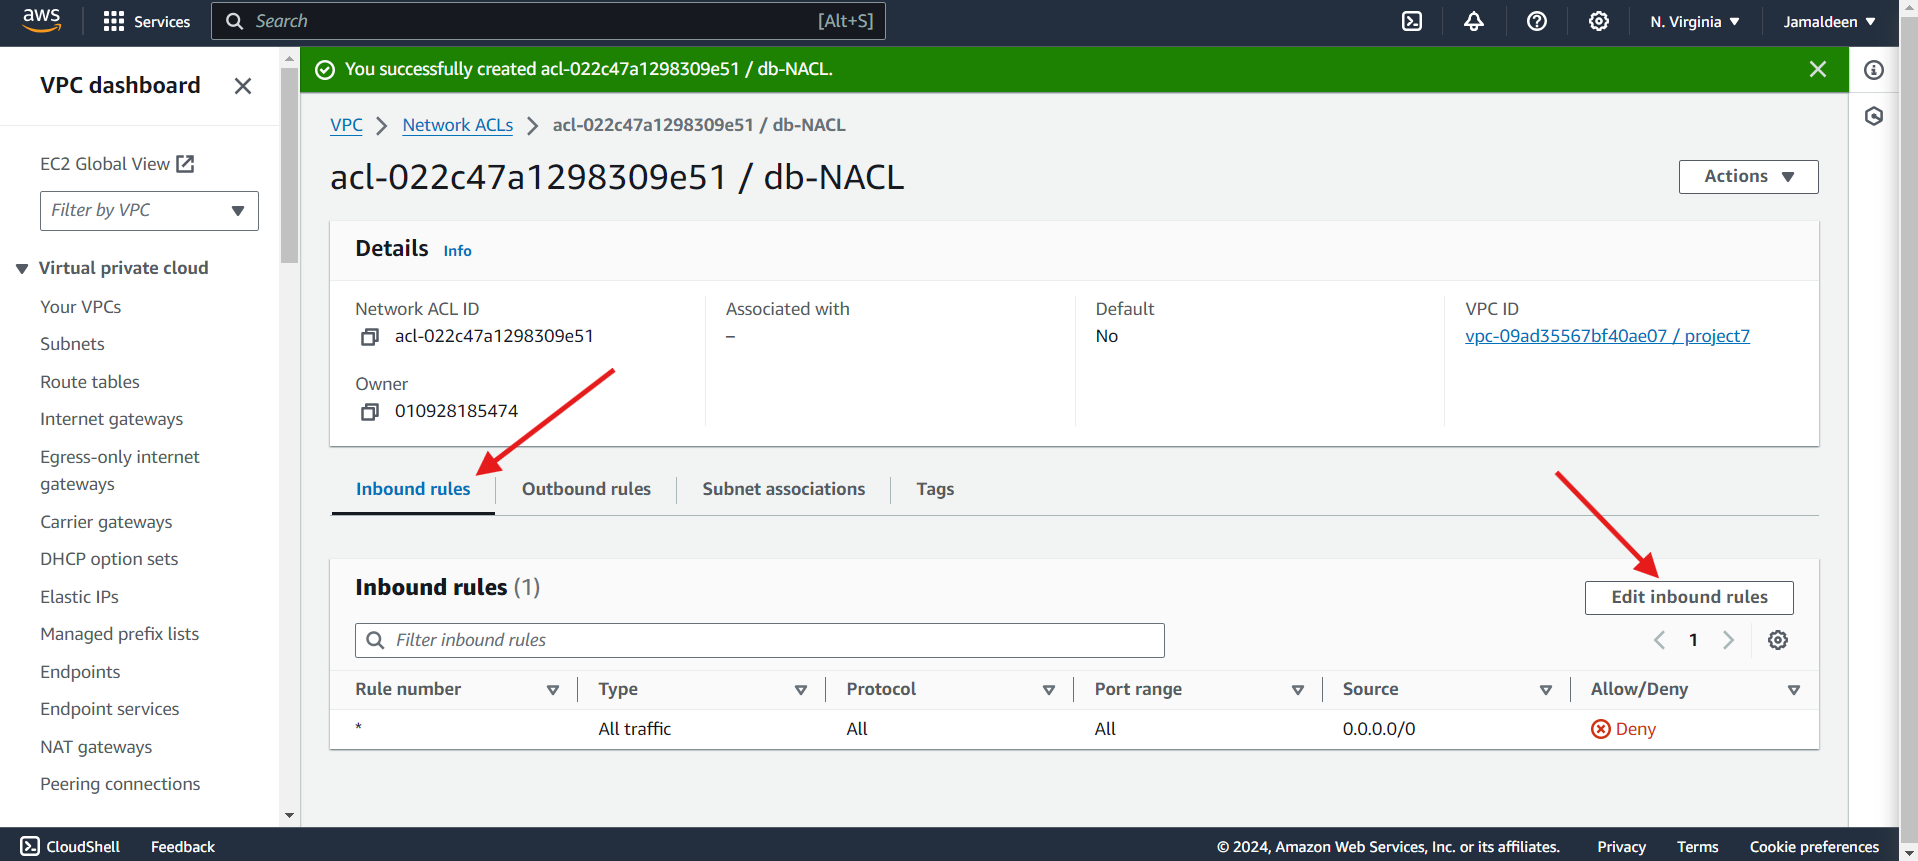 aws
Services
Search
[Alt+S]
N. Virginia
Jamaldeen
VPC dashboard
EC2 Global View
Filter by VPC
Virtual private cloud
Your VPCs
Subnets
Route tables
Internet gateways
Egress-only internet
gateways
Carrier gateways
DHCP option sets
Elastic IPs
Managed prefix lists
Endpoints
Endpoint services
NAT gateways
Peering connections
You successfully created acl-022c47a1298309e51 / db-NACL.
VPC > Network ACLs > acl-022c47a1298309e51 / db-NACL
acl-022c47a1298309e51 / db-NACL
Actions
Details Info
Network ACL ID
acl-022c47a1298309e51
Associated with
–
Default
No
VPC ID
vpc-09ad35567bf40ae07 / project7
Owner
010928185474
Inbound rules
Outbound rules
Subnet associations
Tags
Inbound rules (1)
Edit inbound rules
Filter inbound rules
1
Rule number Type Protocol Port range Source Allow/Deny
* All traffic All All 0.0.0.0/0 Deny
CloudShell
Feedback
© 2024, Amazon Web Services, Inc. or its affiliates.
Privacy
Terms
Cookie preferences